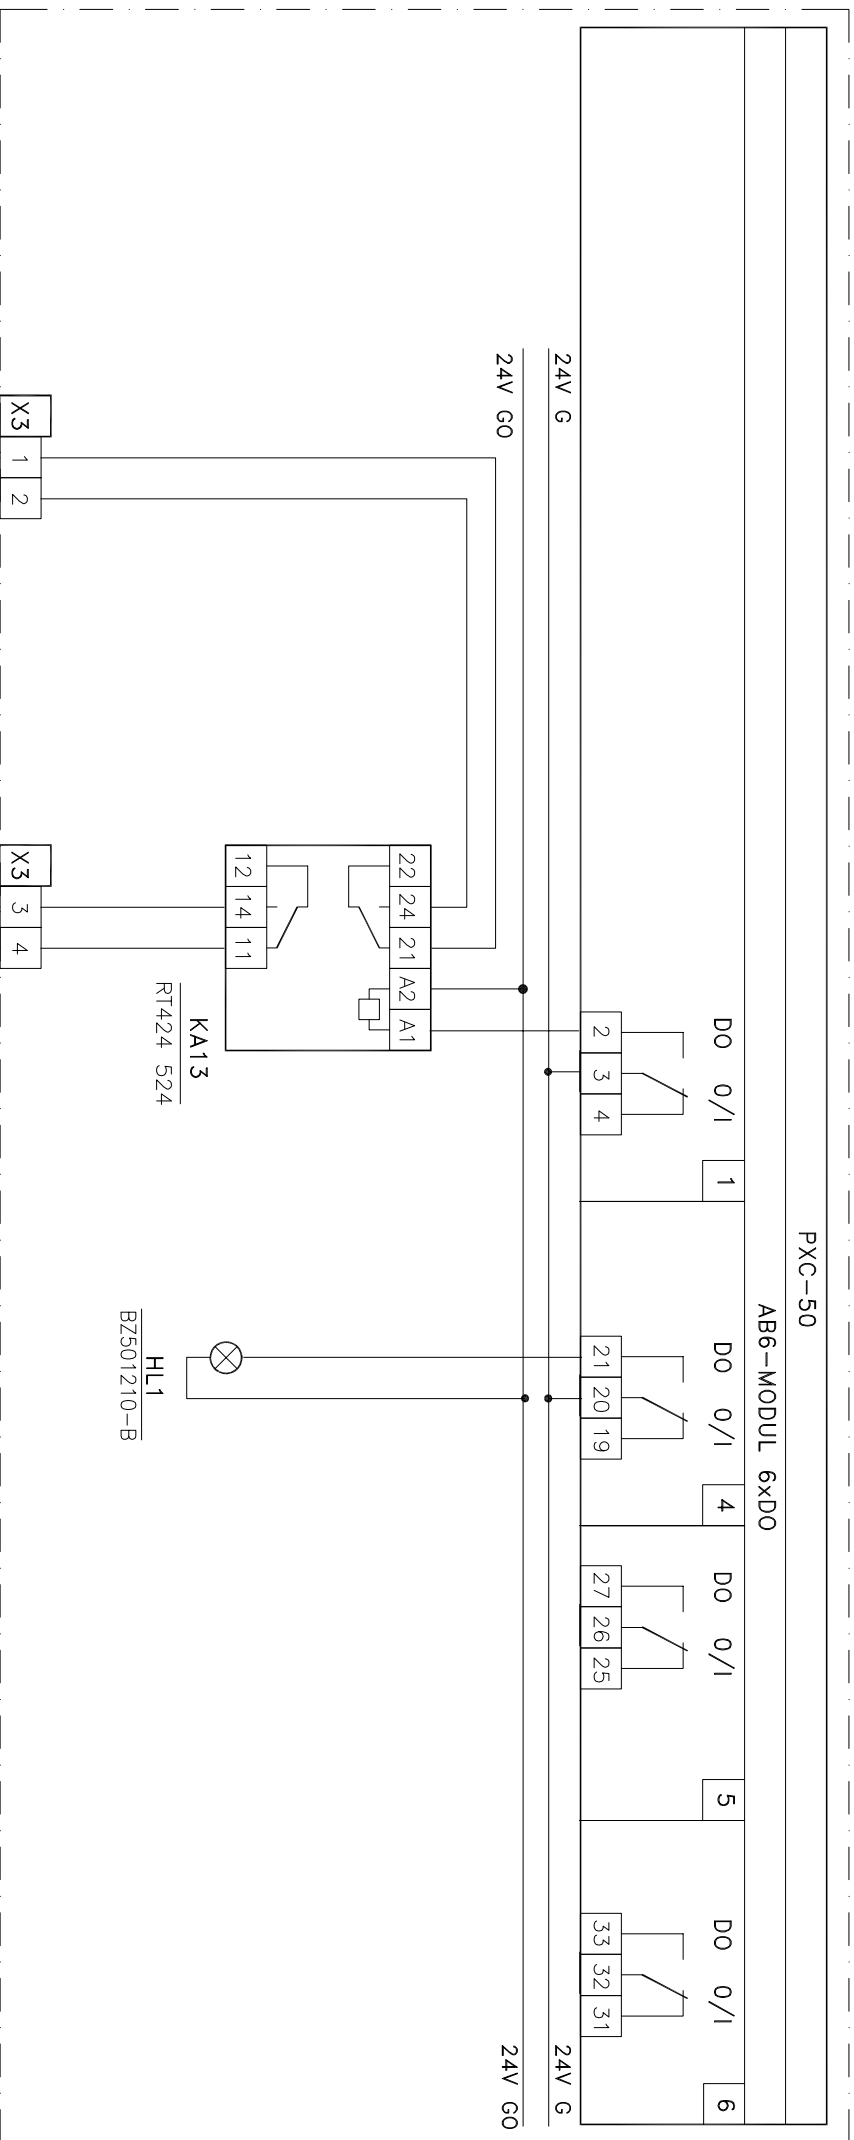 PXC-50
AB6-MODUL 6xDO
DO 0/I
1
DO 0/I
4
DO 0/I
5
DO 0/I
6
2 3 4
21 20 19
27 26 25
33 32 31
24V G
24V G
24V GO
24V GO
22 24 21 A2 A1
12 14 11
KA13
RT424 524
HL1
BZ501210-B
X3 1 2
X3 3 4